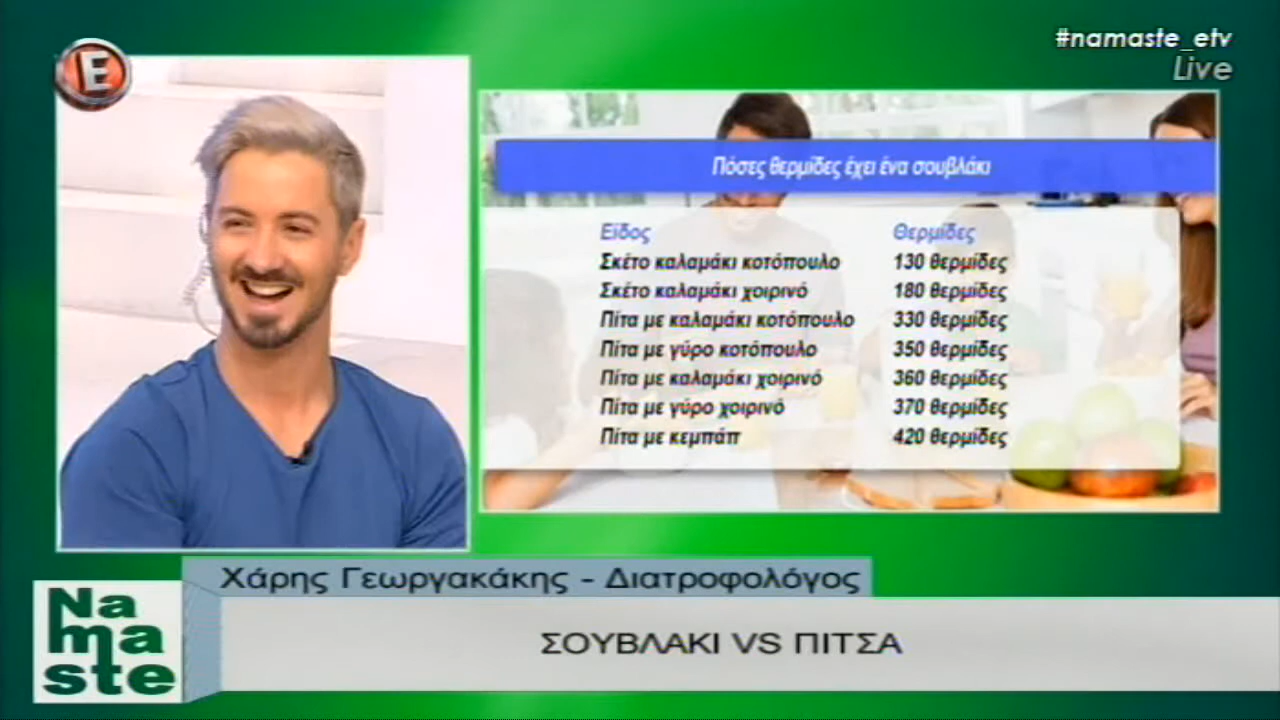 E
#namaste_etv
Live
Πόσες θερμίδες έχει ένα σουβλάκι
Είδος Θερμίδες
Σκέτο καλαμάκι κοτόπουλο 130 θερμίδες
Σκέτο καλαμάκι χοιρινό 180 θερμίδες
Πίτα με καλαμάκι κοτόπουλο 330 θερμίδες
Πίτα με γύρο κοτόπουλο 350 θερμίδες
Πίτα με καλαμάκι χοιρινό 360 θερμίδες
Πίτα με γύρο χοιρινό 370 θερμίδες
Πίτα με κεμπάπ 420 θερμίδες
Χάρης Γεωργακάκης - Διατροφολόγος
Na
ma
ste
ΣΟΥΒΛΑΚΙ VS ΠΙΤΣΑ